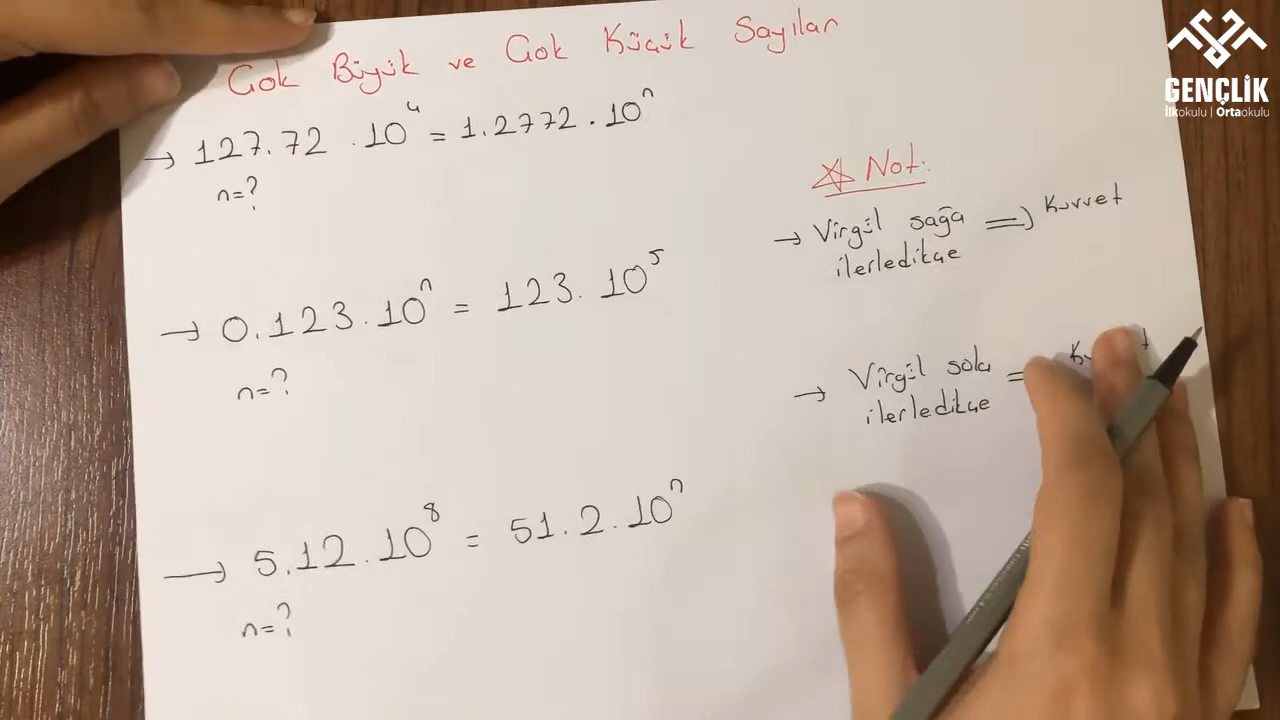 Çok Büyük ve Çok Küçük Sayılan
→ 127.72 . 10⁴ = 1.2772 . 10ⁿ
n=?
→ 0.123 . 10ⁿ = 123 . 10⁵
n=?
→ 5.12 . 10⁸ = 51.2 . 10ⁿ
n=?
Not:
→ Virgül sağa ⇒ Kuvvet
ilerledikçe
→ Virgül sola =
ilerledikçe
GENÇLİK
İlkokulu | Ortaokulu